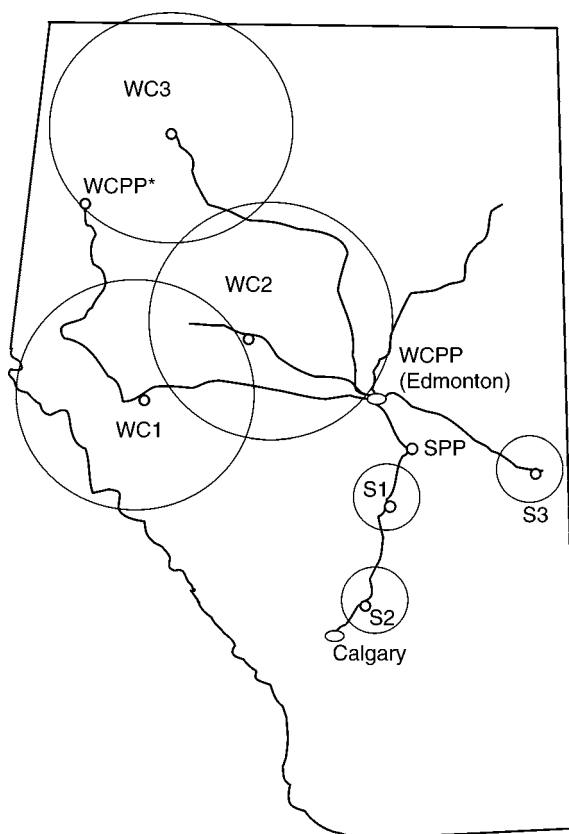 WC3
WCPP*
WC2
WCPP
(Edmonton)
WC1
SPP
S1
S3
S2
Calgary